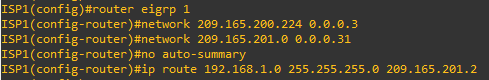 ISP1(config)#router eigrp 1
ISP1(config-router)#network 209.165.200.224 0.0.0.3
ISP1(config-router)#network 209.165.201.0 0.0.0.31
ISP1(config-router)#no auto-summary
ISP1(config-router)#ip route 192.168.1.0 255.255.255.0 209.165.201.2